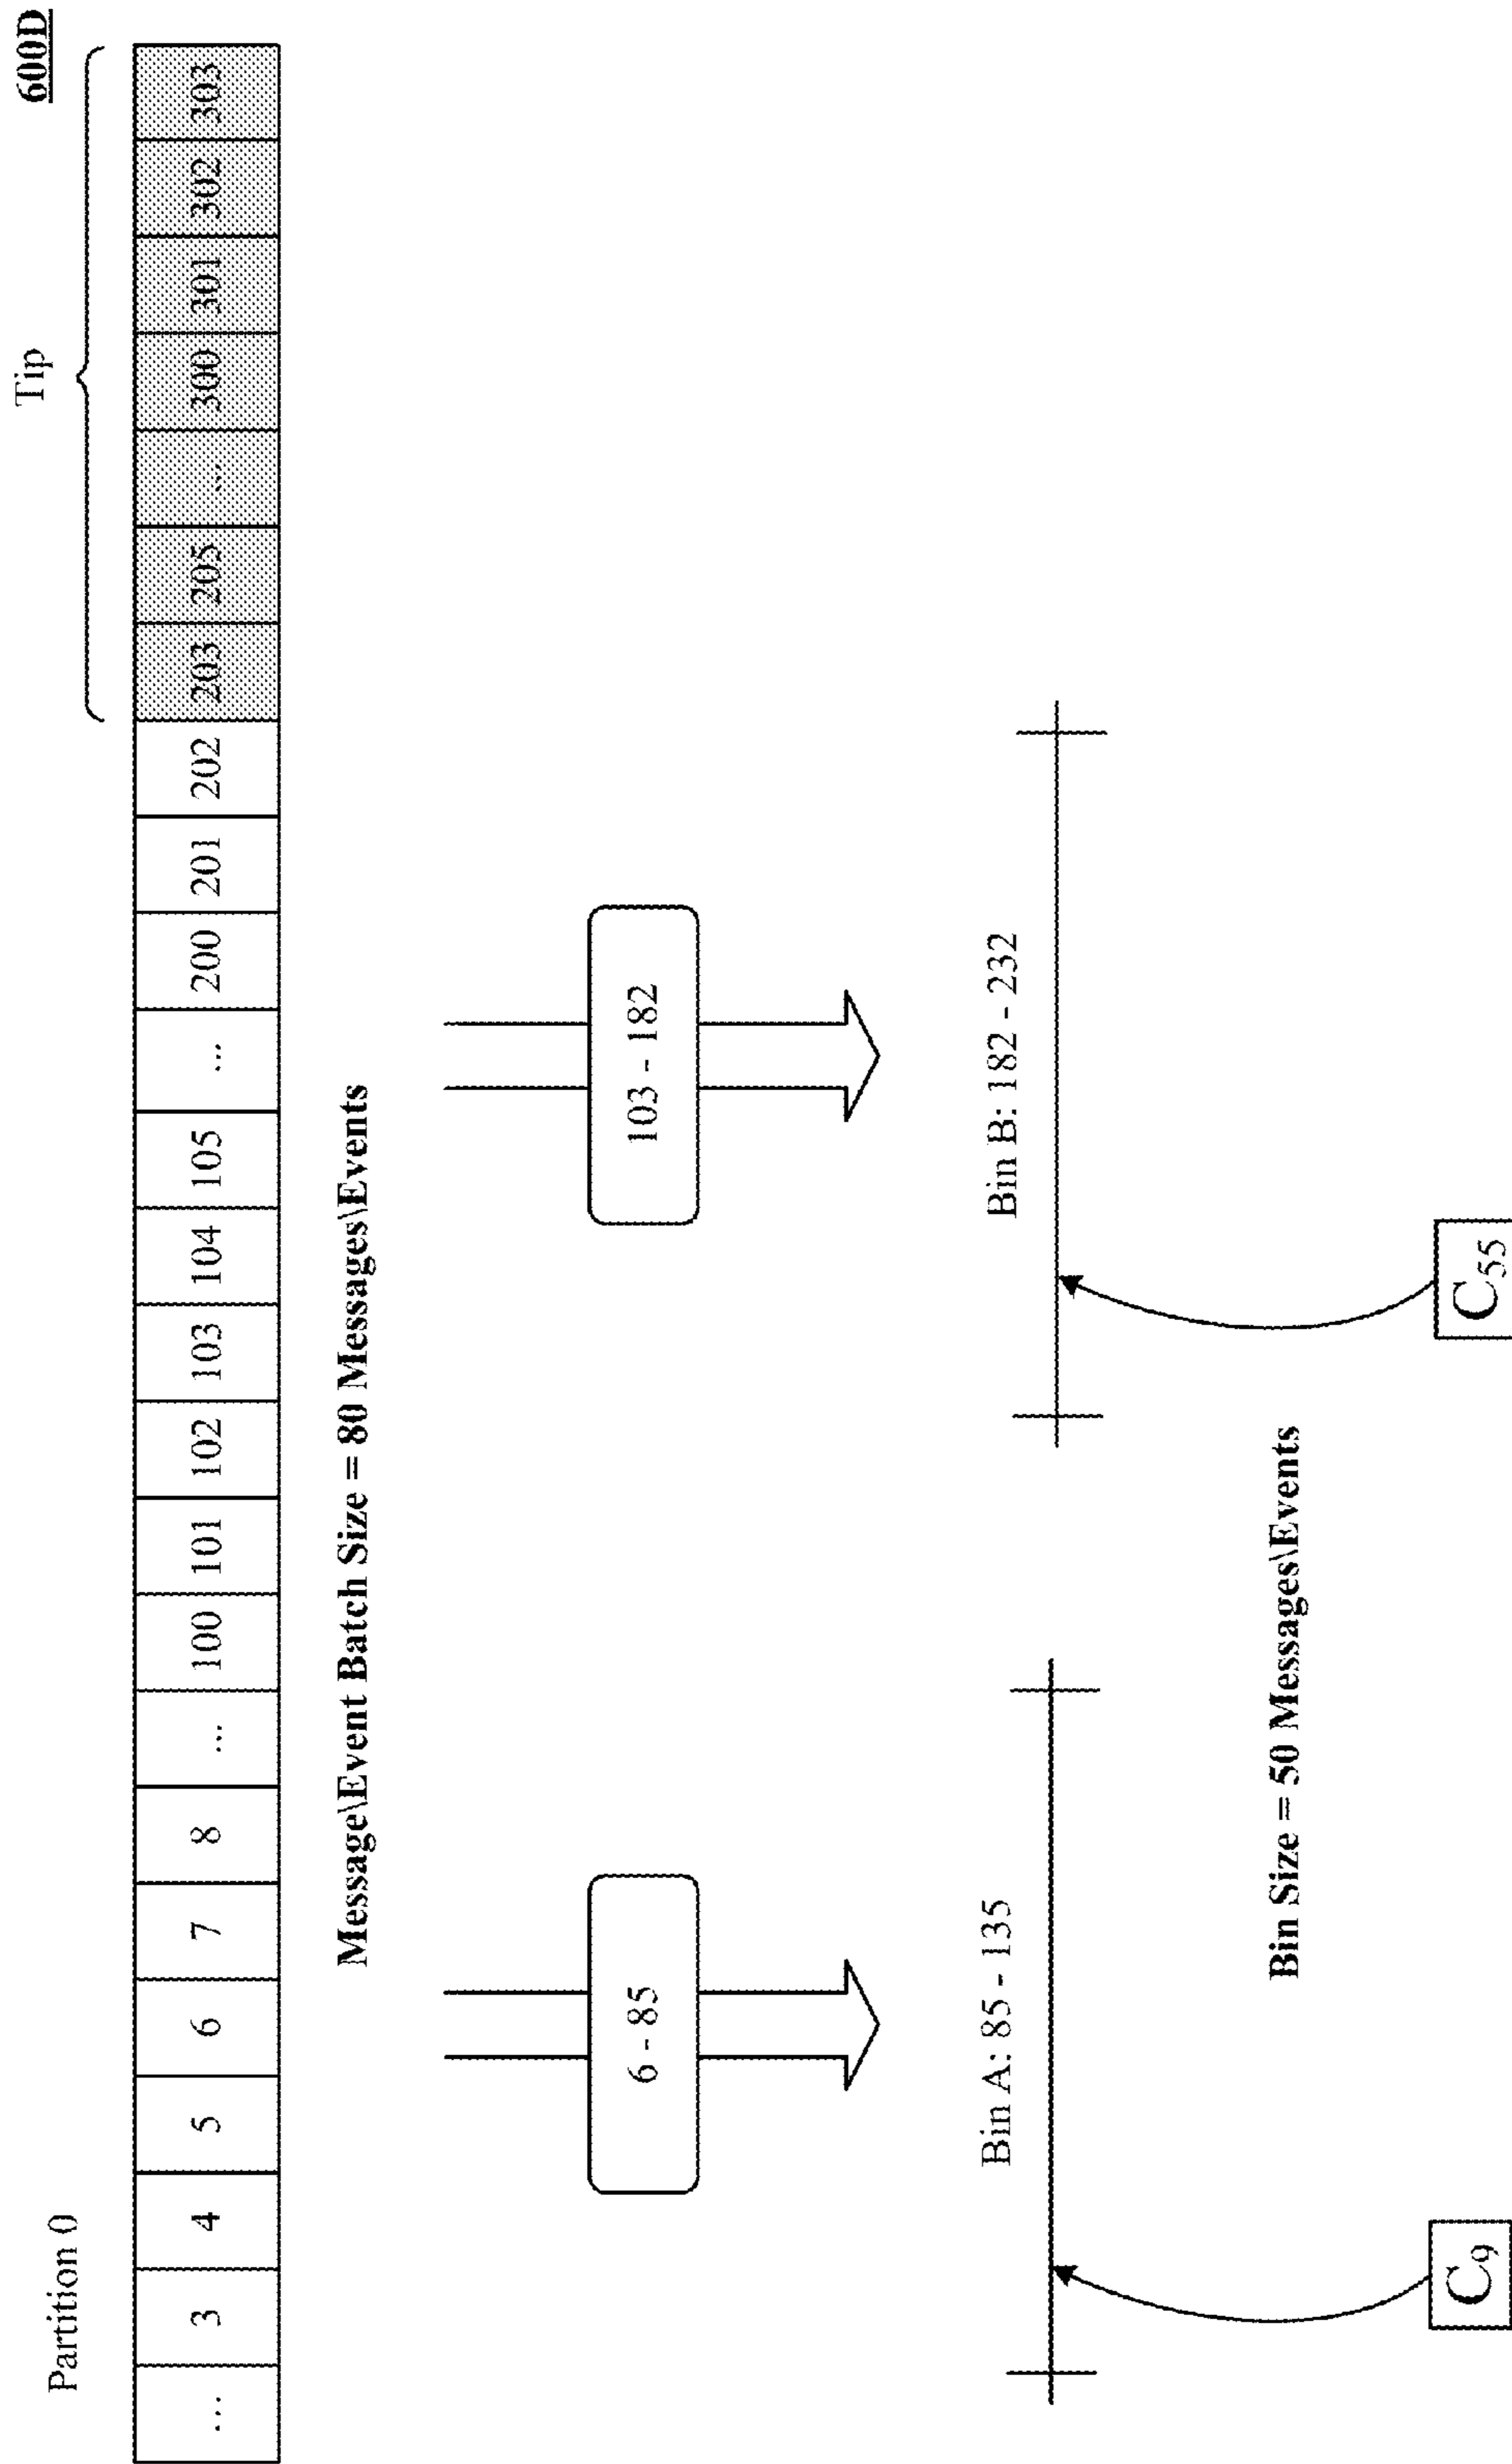 600D
Partition 0
Tip
... 3 4 5 6 7 8 ... 100 101 102 103 104 105 ... 200 201 202 203 205 ... 300 301 302 303
Message\Event Batch Size = 80 Messages\Events
6 - 85
103 - 182
Bin A: 85 - 135
Bin B: 182 - 232
Bin Size = 50 Messages\Events
C9
C55